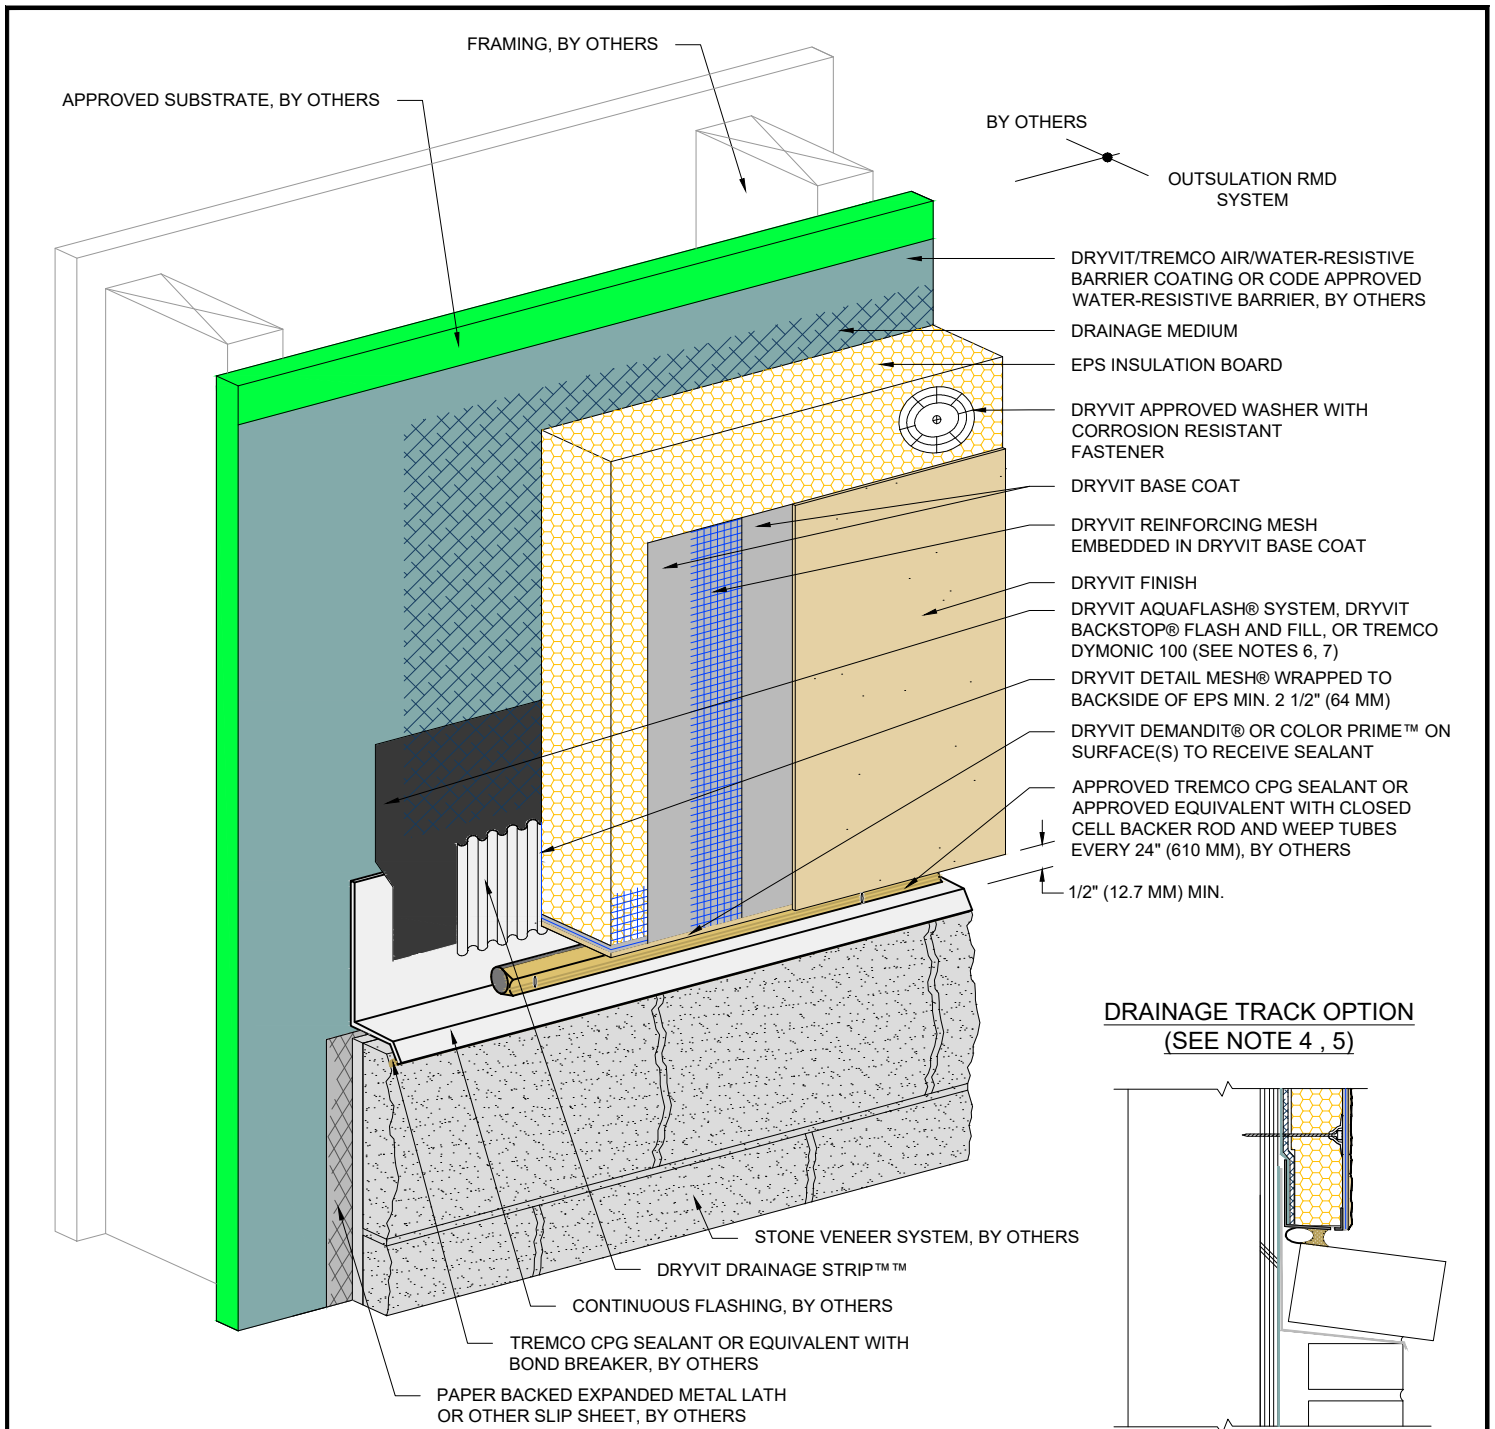 FRAMING, BY OTHERS
APPROVED SUBSTRATE, BY OTHERS
BY OTHERS
OUTSULATION RMD
SYSTEM
DRYVIT/TREMCO AIR/WATER-RESISTIVE
BARRIER COATING OR CODE APPROVED
WATER-RESISTIVE BARRIER, BY OTHERS
DRAINAGE MEDIUM
EPS INSULATION BOARD
DRYVIT APPROVED WASHER WITH
CORROSION RESISTANT
FASTENER
DRYVIT BASE COAT
DRYVIT REINFORCING MESH
EMBEDDED IN DRYVIT BASE COAT
DRYVIT FINISH
DRYVIT AQUAFLASH® SYSTEM, DRYVIT
BACKSTOP® FLASH AND FILL, OR TREMCO
DYMONIC 100 (SEE NOTES 6, 7)
DRYVIT DETAIL MESH® WRAPPED TO
BACKSIDE OF EPS MIN. 2 1/2" (64 MM)
DRYVIT DEMANDIT® OR COLOR PRIME™ ON
SURFACE(S) TO RECEIVE SEALANT
APPROVED TREMCO CPG SEALANT OR
APPROVED EQUIVALENT WITH CLOSED
CELL BACKER ROD AND WEEP TUBES
EVERY 24" (610 MM), BY OTHERS
1/2" (12.7 MM) MIN.
DRAINAGE TRACK OPTION
(SEE NOTE 4 , 5)
STONE VENEER SYSTEM, BY OTHERS
DRYVIT DRAINAGE STRIP™™
CONTINUOUS FLASHING, BY OTHERS
TREMCO CPG SEALANT OR EQUIVALENT WITH
BOND BREAKER, BY OTHERS
PAPER BACKED EXPANDED METAL LATH
OR OTHER SLIP SHEET, BY OTHERS